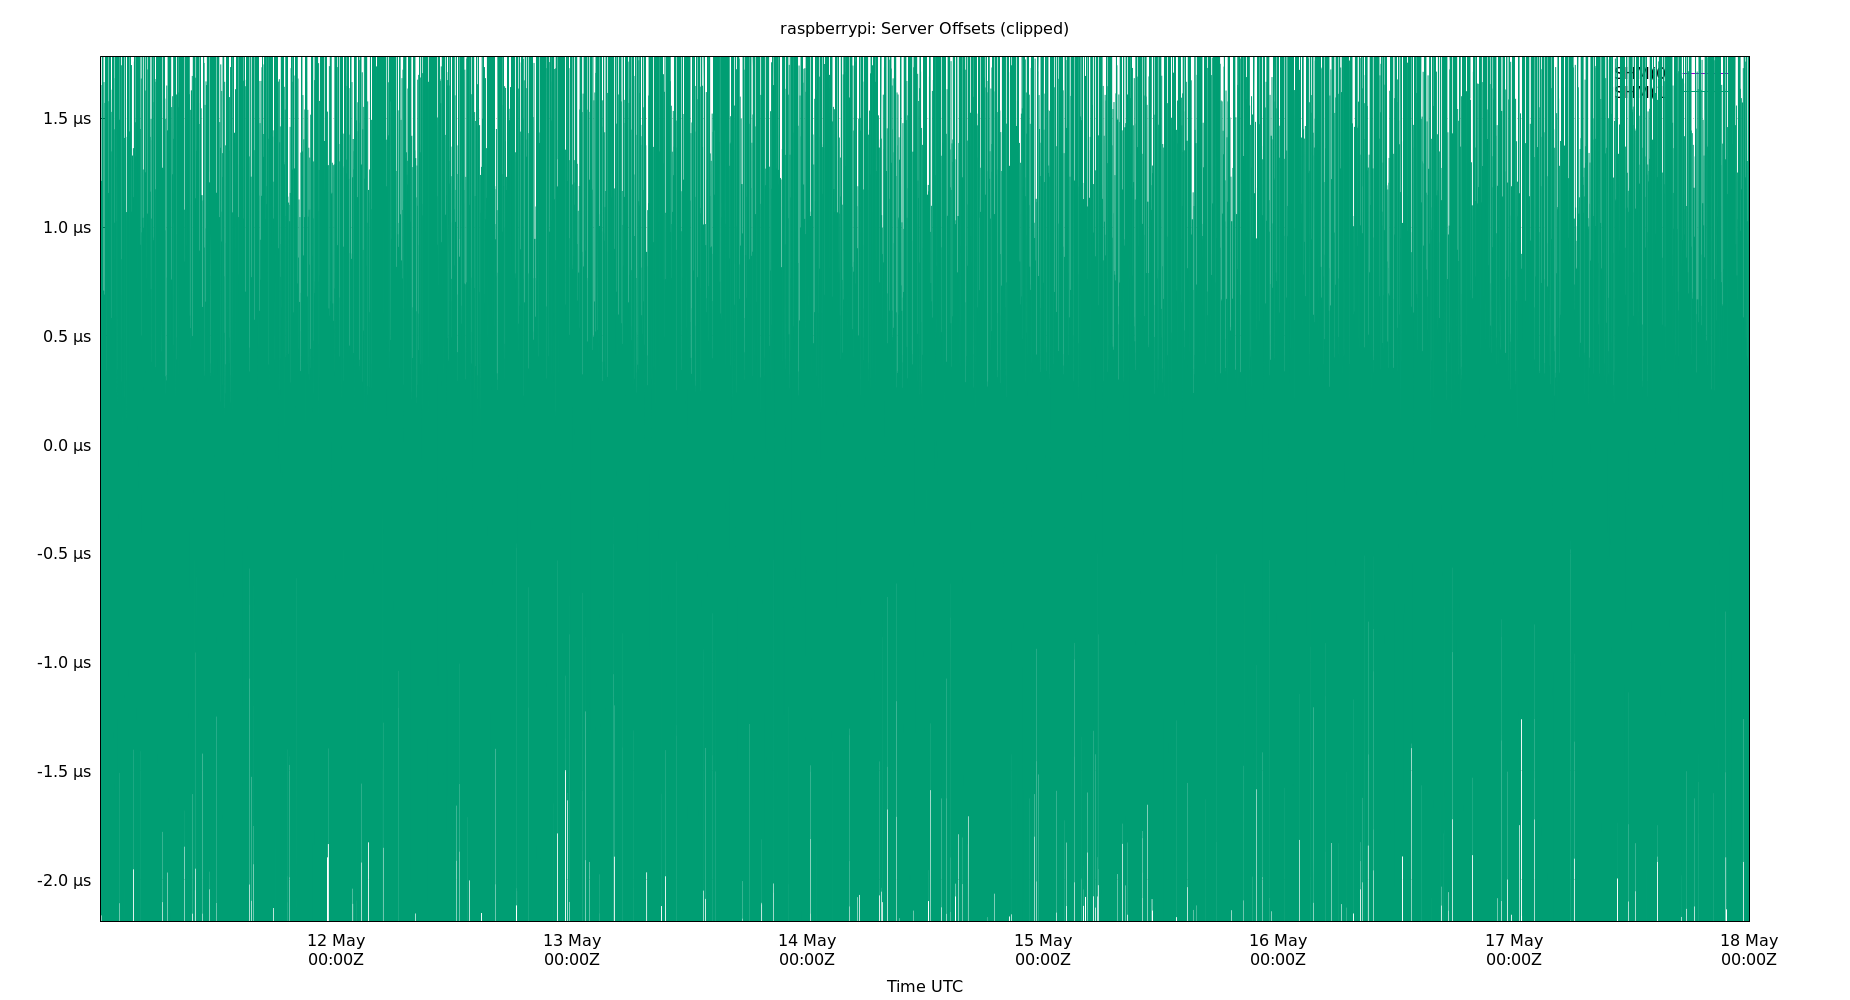 raspberrypi: Server Offsets (clipped)
1.5 µs
1.0 µs
0.5 µs
0.0 µs
-0.5 µs
-1.0 µs
-1.5 µs
-2.0 µs
12 May 13 May 14 May 15 May 16 May 17 May 18 May
00:00Z 00:00Z 00:00Z 00:00Z 00:00Z 00:00Z 00:00Z
Time UTC